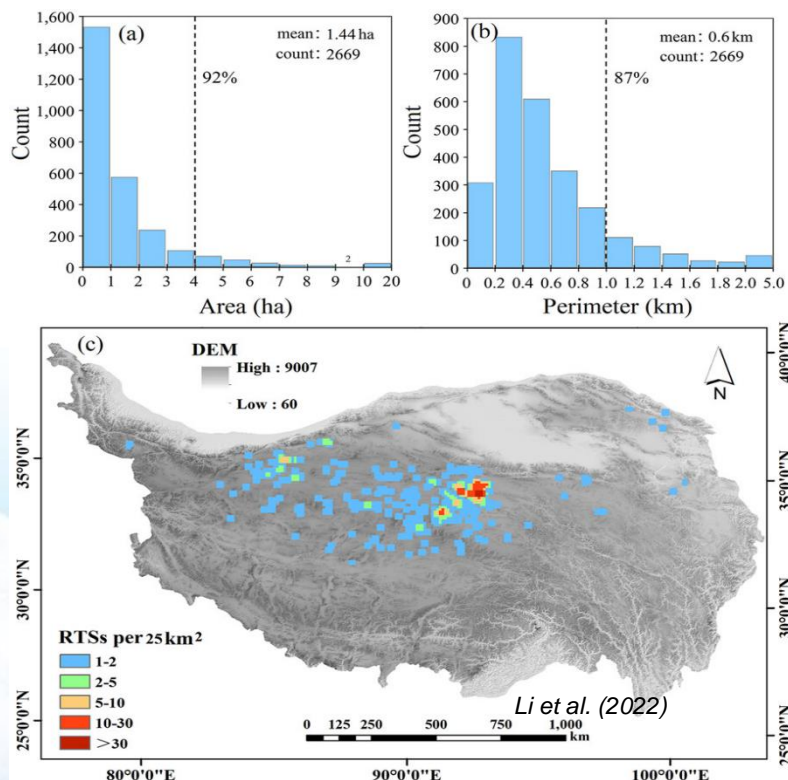 (a)
mean: 1.44 ha
count: 2669
92%
Count
1,600
1,400
1,200
1,000
800
600
400
200
0
2
0 1 2 3 4 5 6 7 8 9 10 20
Area (ha)
(b)
mean: 0.6 km
count: 2669
87%
Count
900
800
700
600
500
400
300
200
100
0
0 0.2 0.4 0.6 0.8 1.0 1.2 1.4 1.6 1.8 2.0 5.0
Perimeter (km)
(c)
DEM
High : 9007
Low : 60
N
40°0'0"N
35°0'0"N
35°0'0"N
30°0'0"N
30°0'0"N
25°0'0"N
25°0'0"N
RTSs per 25 km²
1-2
2-5
5-10
10-30
>30
Li et al. (2022)
0 125 250 500 750 1,000
km
80°0'0"E 90°0'0"E 100°0'0"E